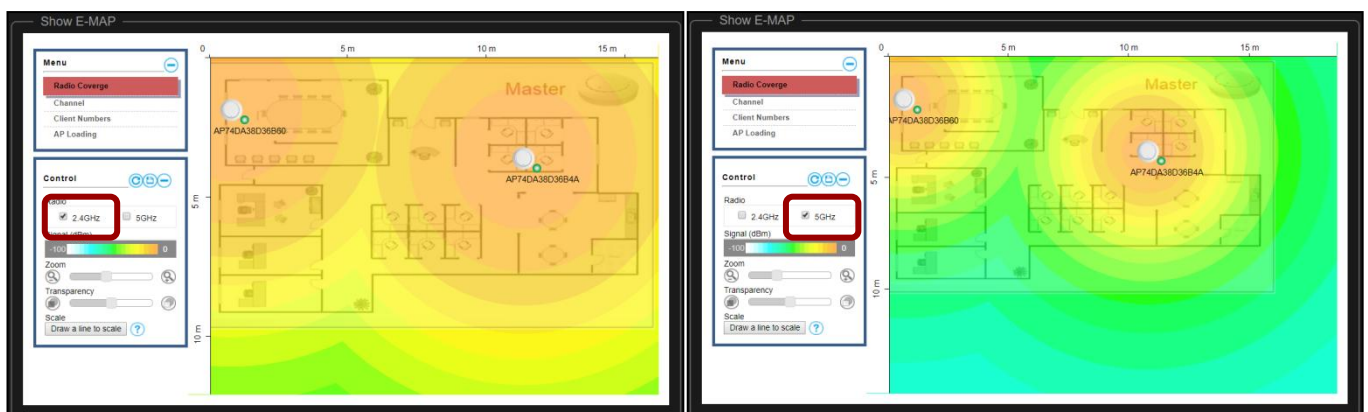 Show E-MAP
Menu
Radio Coverge
Channel
Client Numbers
AP Loading
Control
Radio
2.4GHz 5GHz
Signal (dBm)
-100 0
Zoom
Transparency
Scale
Draw a line to scale ?
0 5 m 10 m 15 m
5 m
10 m
Master
AP74DA38D36B60
AP74DA38D36B4A
Show E-MAP
Menu
Radio Coverge
Channel
Client Numbers
AP Loading
Control
Radio
2.4GHz 5GHz
Signal (dBm)
-100 0
Zoom
Transparency
Scale
Draw a line to scale ?
0 5 m 10 m 15 m
5 m
10 m
Master
AP74DA38D36B60
AP74DA38D36B4A